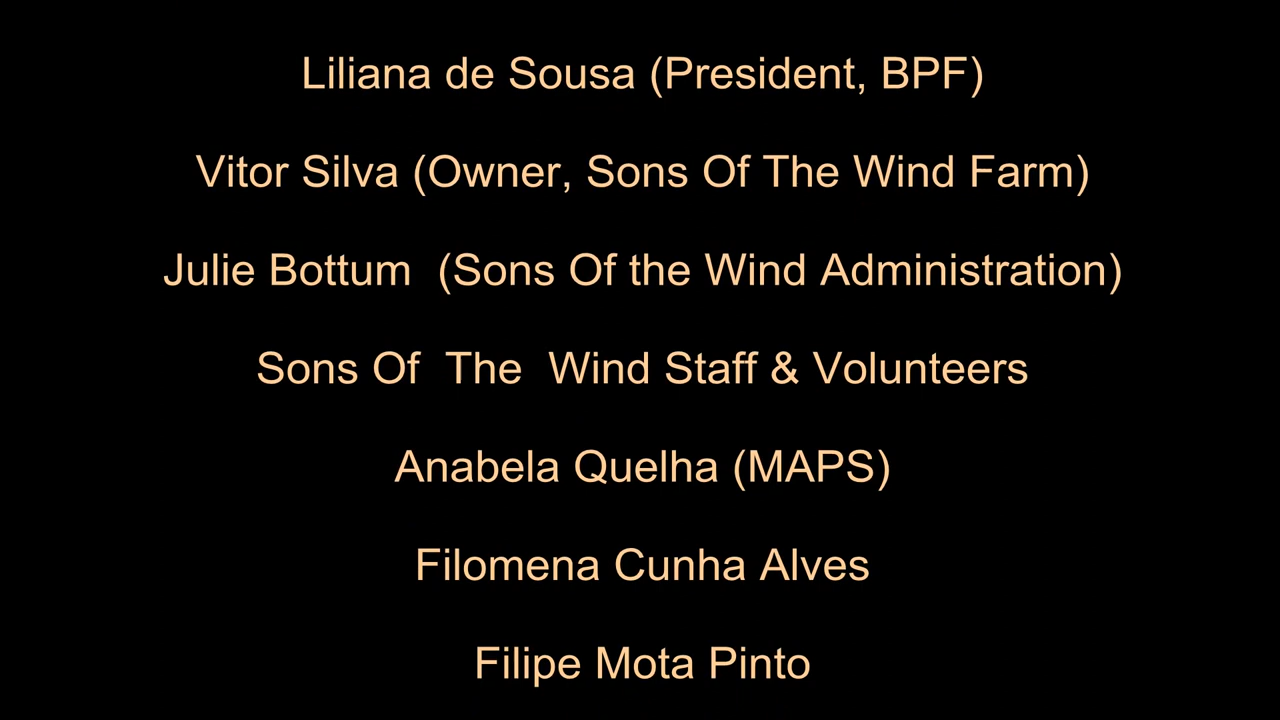 Liliana de Sousa (President, BPF)
Vitor Silva (Owner, Sons Of The Wind Farm)
Julie Bottum  (Sons Of the Wind Administration)
Sons Of  The  Wind Staff & Volunteers
Anabela Quelha (MAPS)
Filomena Cunha Alves
Filipe Mota Pinto